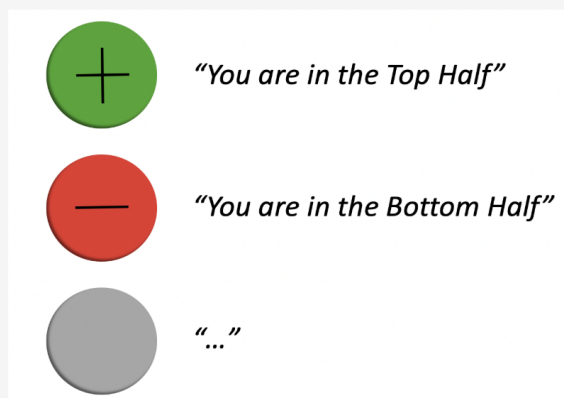 +
“You are in the Top Half”
−
“You are in the Bottom Half”
“...”